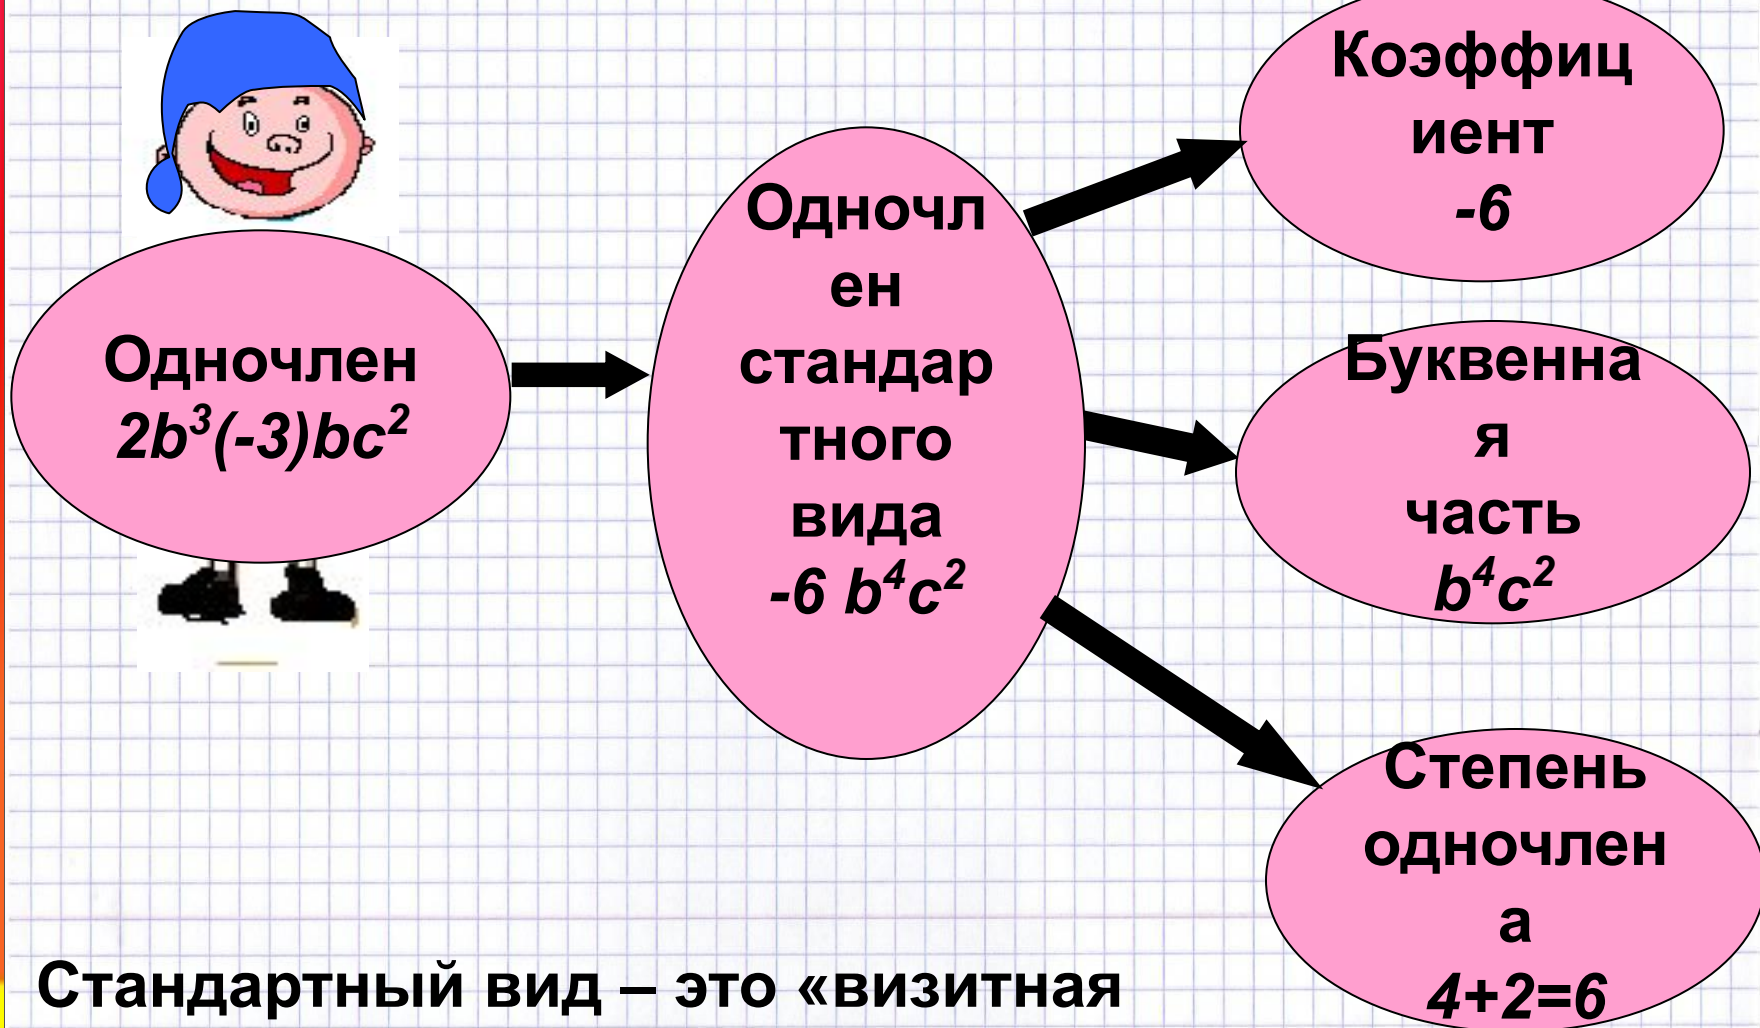 Одночлен
2b³(-3)bc²
Одночл
ен
стандар
тного
вида
-6 b⁴c²
Коэффиц
иент
-6
Буквенна
я
часть
b⁴c²
Степень
одночлен
а
4+2=6
Стандартный вид – это «визитная